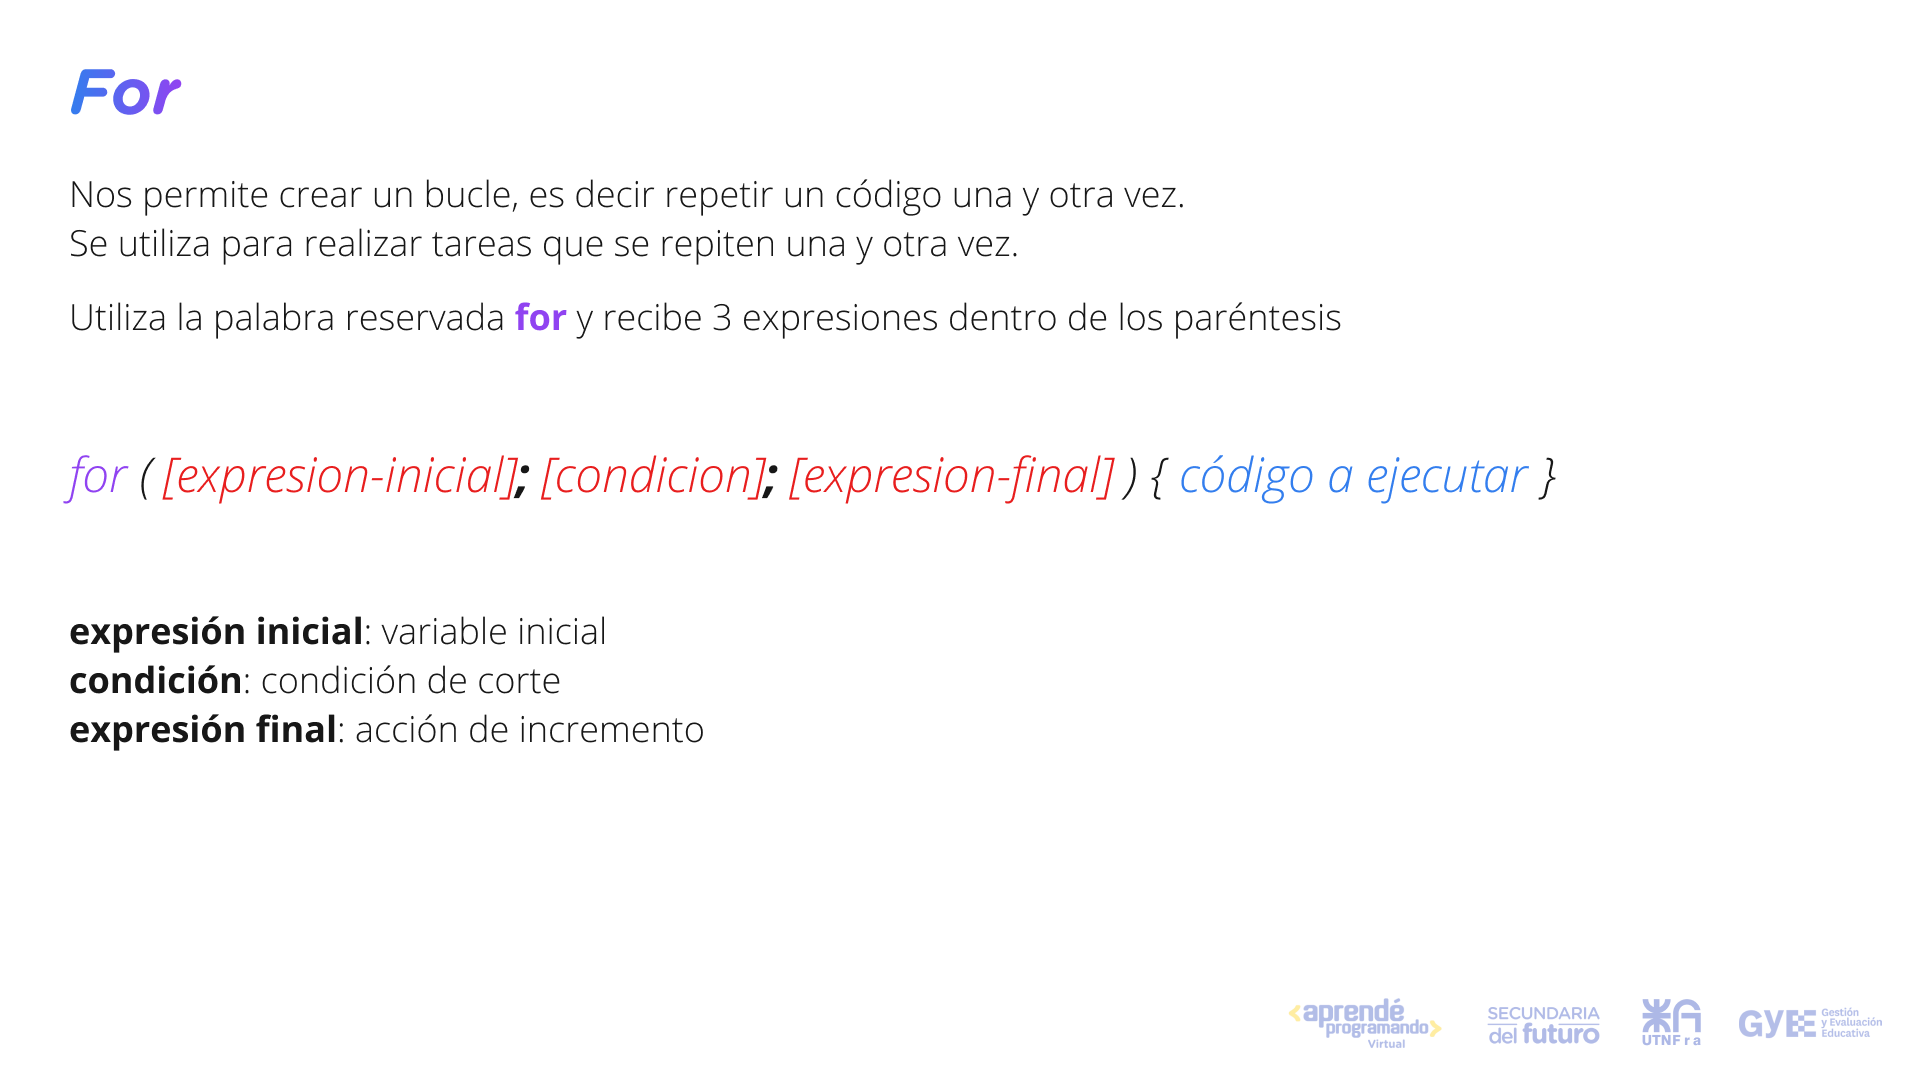 For
Nos permite crear un bucle, es decir repetir un código una y otra vez.
Se utiliza para realizar tareas que se repiten una y otra vez.
Utiliza la palabra reservada for y recibe 3 expresiones dentro de los paréntesis
for ( [expresion-inicial]; [condicion]; [expresion-final] ) { código a ejecutar }
expresión inicial: variable inicial
condición: condición de corte
expresión final: acción de incremento
<aprendé
programando>
Virtual
SECUNDARIA
del futuro
UTNFra
GYEE
Gestión
y Evaluación
Educativa